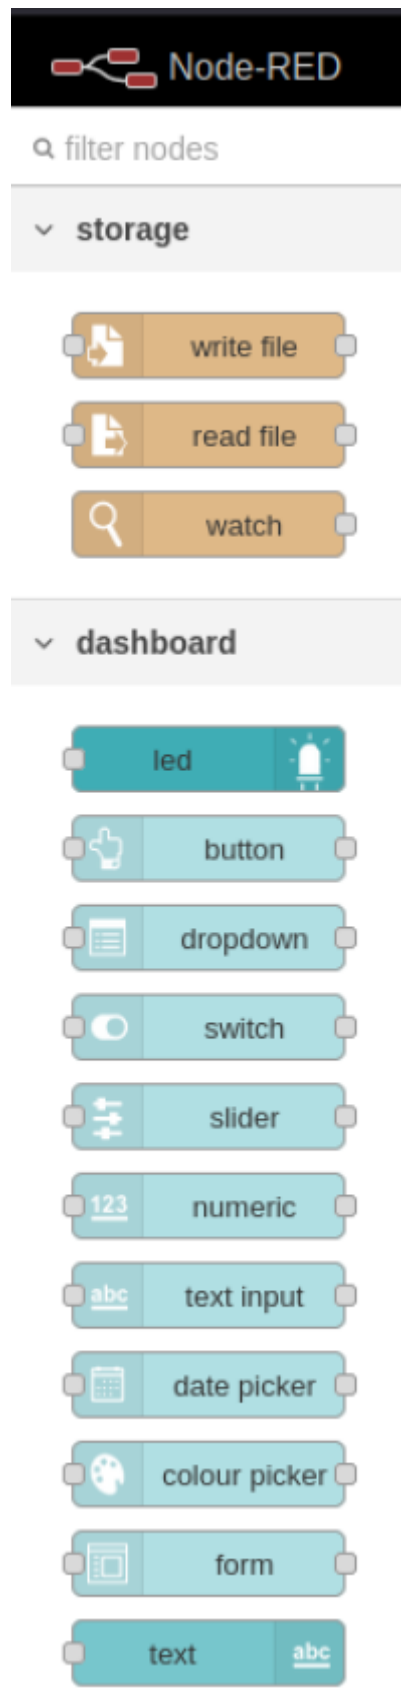 Node-RED
filter nodes
storage
write file
read file
watch
dashboard
led
button
dropdown
switch
slider
123 numeric
abc text input
date picker
colour picker
form
text abc